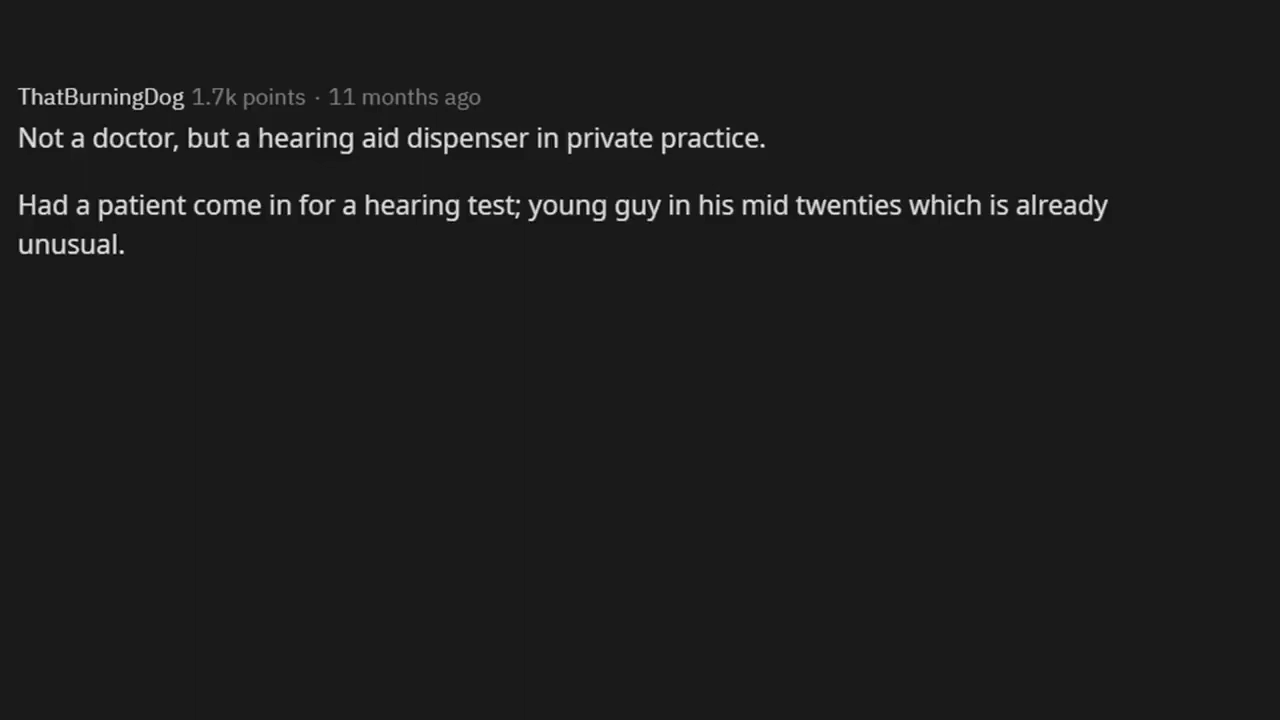 ThatBurningDog 1.7k points · 11 months ago
Not a doctor, but a hearing aid dispenser in private practice.
Had a patient come in for a hearing test; young guy in his mid twenties which is already
unusual.